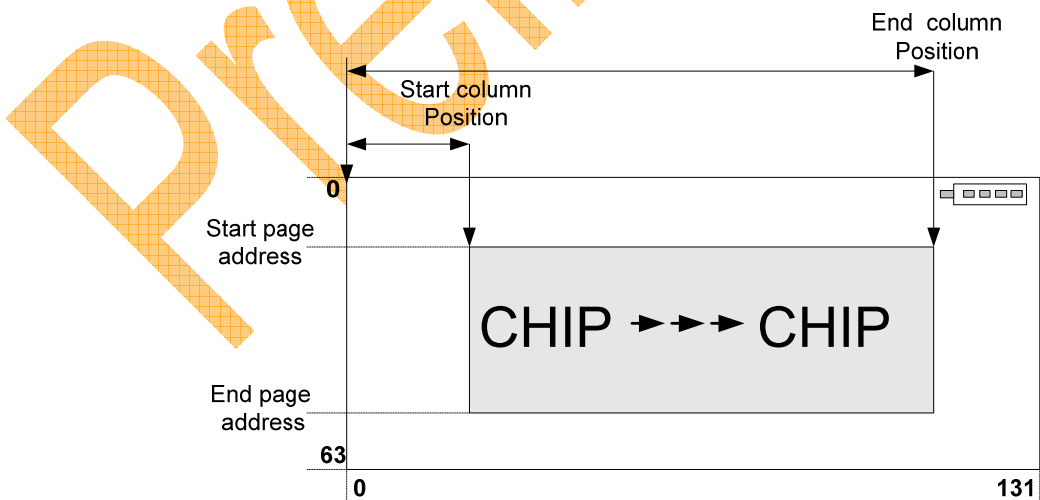 End column
Position
Start column
Position
0
Start page
address
CHIP CHIP
End page
address
63
0
131